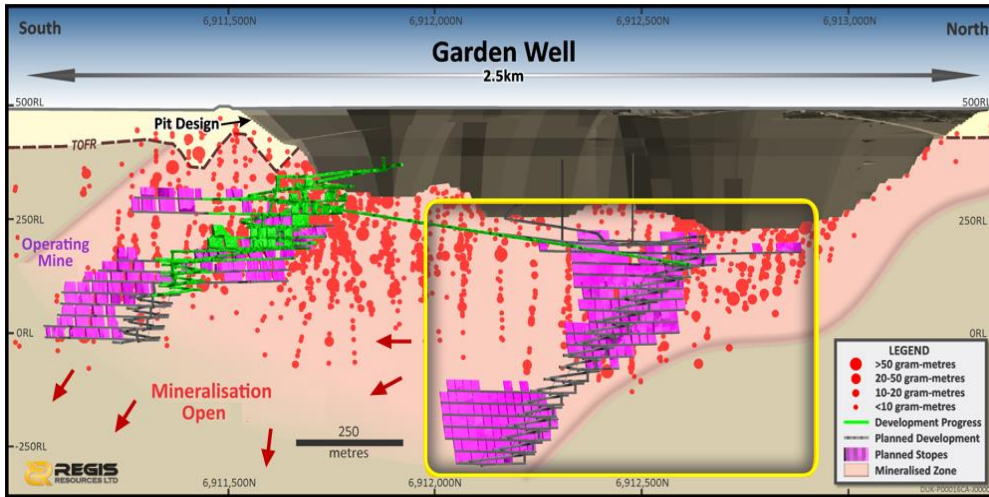 6,911,500N
6,912,000N
6,912,500N
6,913,000N
South
North
Garden Well
2.5km
500RL
500RL
Pit Design
TOFR
250RL
250RL
Operating
Mine
0RL
0RL
Mineralisation
Open
250
metres
-250RL
LEGEND
>50 gram-metres
20-50 gram-metres
10-20 gram-metres
<10 gram-metres
Development Progress
Planned Development
Planned Stopes
Mineralised Zone
REGIS
RESOURCES LTD
6,911,500N
6,912,000N
6,912,500N